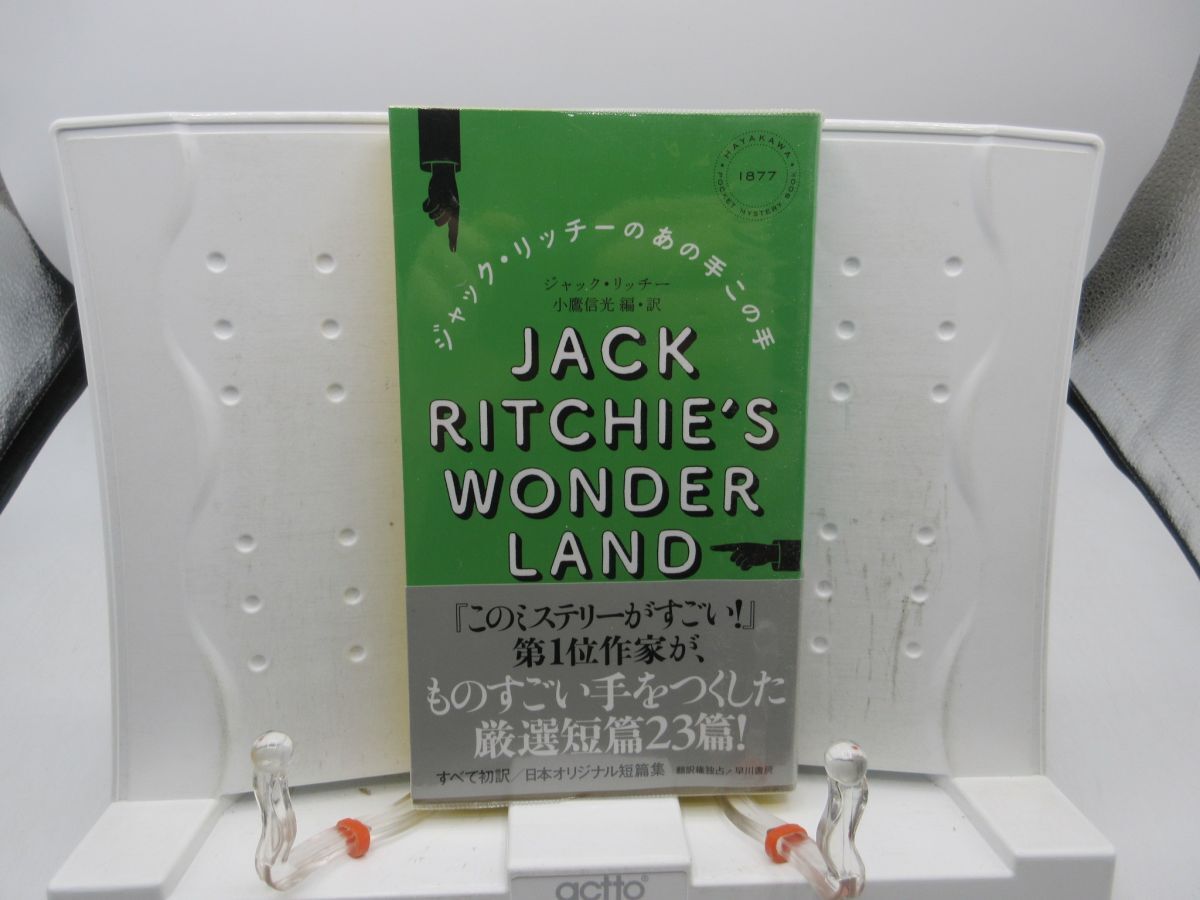 HAYAKAWA
1877
POCKET MYSTERY BOOK
ジャック・リッチーのあの手この手
ジャック・リッチー
小鷹信光 編・訳
JACK
RITCHIE'S
WONDER
LAND
『このミステリーがすごい!』
第1位作家が、
ものすごい手をつくした
厳選短篇23篇!
すべて初訳/日本オリジナル短篇集 翻訳権独占/早川書房
actto®